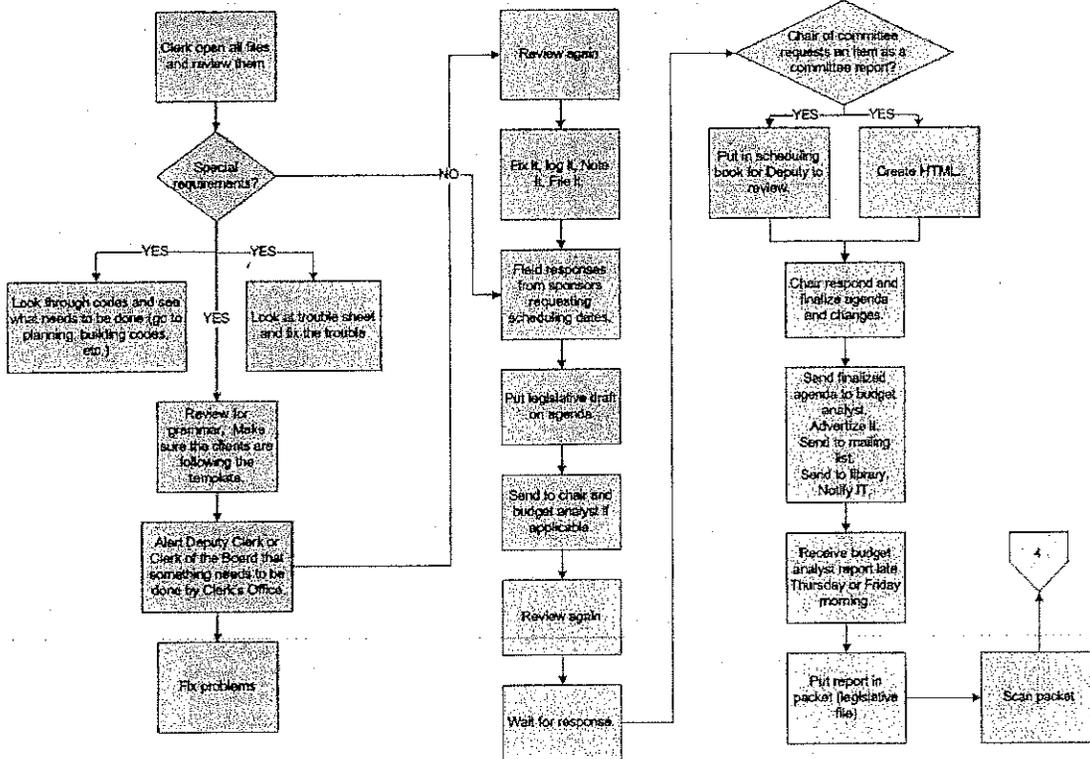 Clerk open all files
and review them
Special
requirements?
NO
YES
YES
YES
Look through codes and see
what needs to be done (go to
planning, building codes,
etc.)
Look at trouble sheet
and fix the trouble
Review for
grammar. Make
sure the clients are
following the
template.
Alert Deputy Clerk or
Clerk of the Board that
something needs to be
done by Clerk's Office.
Fix problems
Review again
Fix it, log it, Note
it, File it.
Field responses
from sponsors
requesting
scheduling dates.
Put legislative draft
on agenda
Send to chair and
budget analyst if
applicable.
Review again
Wait for response.
Chair of committee
requests an item as a
committee report?
YES
YES
Put in scheduling
book for Deputy to
review.
Create HTML.
Chair respond and
finalize agenda
and changes.
Send finalized
agenda to budget
analyst.
Advertize it.
Send to mailing
list.
Send to library.
Notify IT.
Receive budget
analyst report late
Thursday or Friday
morning.
Put report in
packet (legislative
file)
Scan packet
4